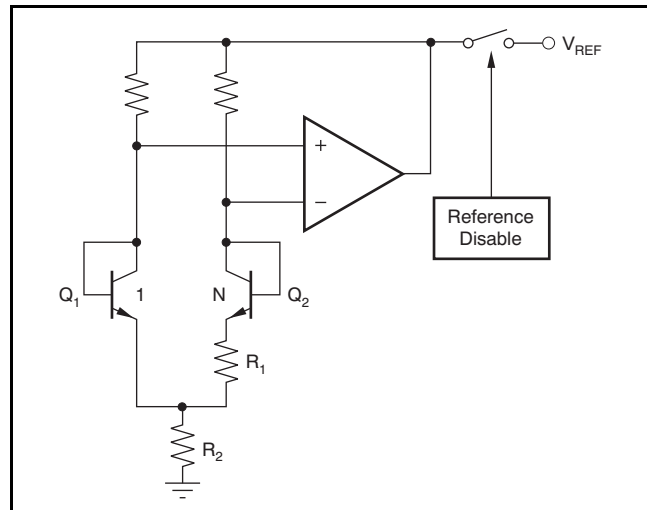 V_REF
+
−
Reference
Disable
Q_1
1
N
Q_2
R_1
R_2